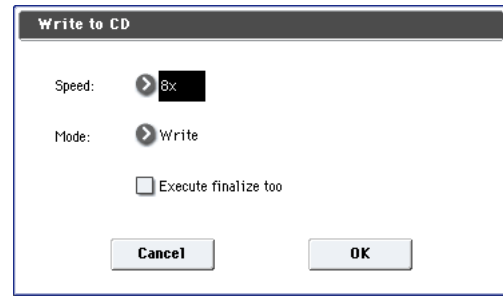 Write to CD
Speed: 8x
Mode: Write
Execute finalize too
Cancel OK